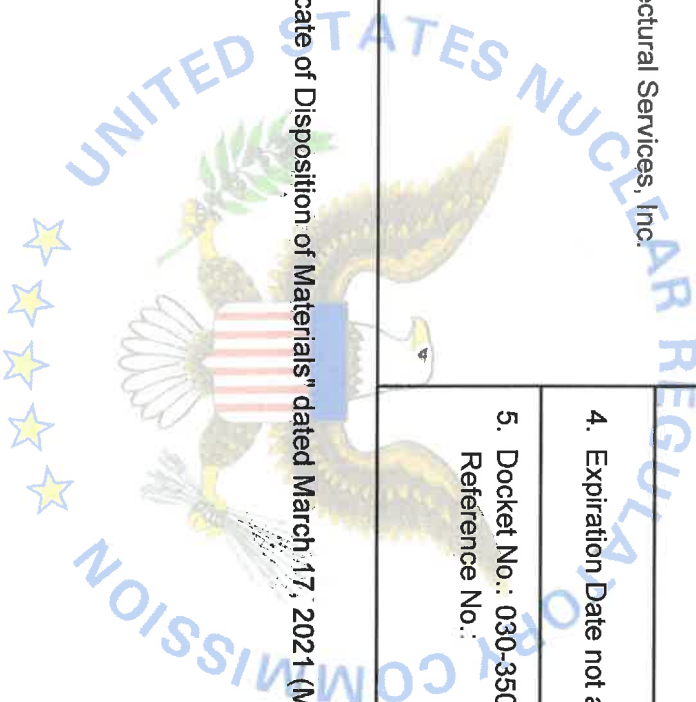 UNITED STATES NUCLEAR REGULATORY COMMISSION
ectural Services, Inc.
4. Expiration Date not a
5. Docket No.: 030-350
Reference No.:
cate of Disposition of Materials" dated March 17, 2021 (M